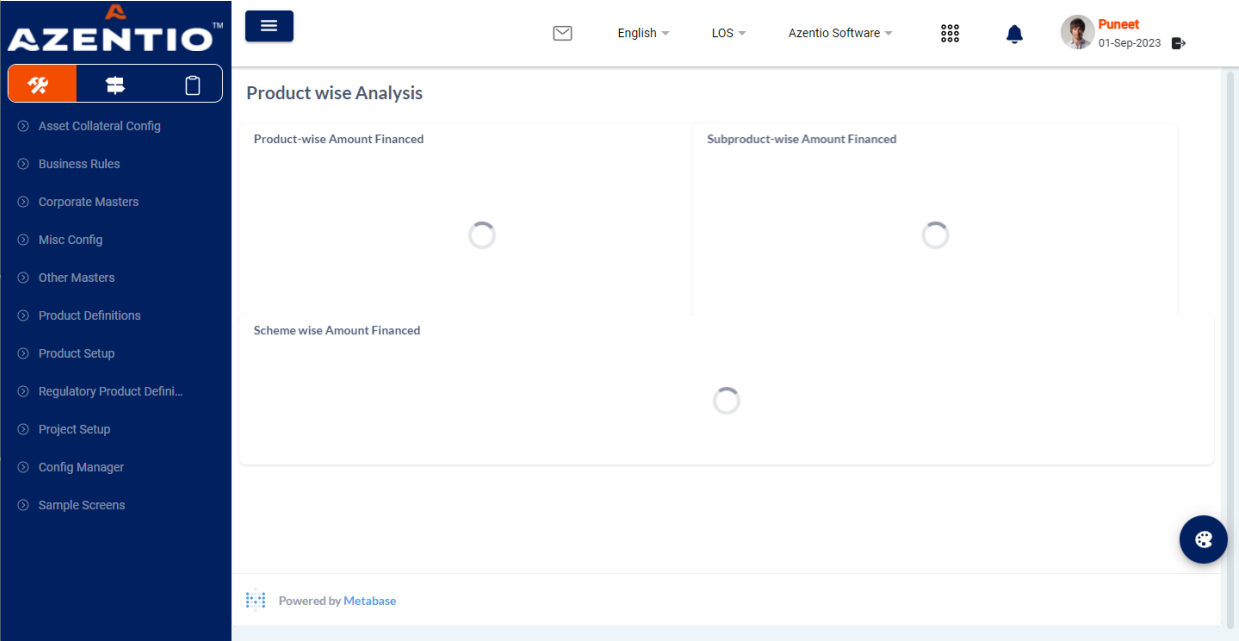 AZENTIO™
English
LOS
Azentio Software
Puneet
01-Sep-2023
Asset Collateral Config
Business Rules
Corporate Masters
Misc Config
Other Masters
Product Definitions
Product Setup
Regulatory Product Defini...
Project Setup
Config Manager
Sample Screens
Product wise Analysis
Product-wise Amount Financed
Subproduct-wise Amount Financed
Scheme wise Amount Financed
Powered by Metabase